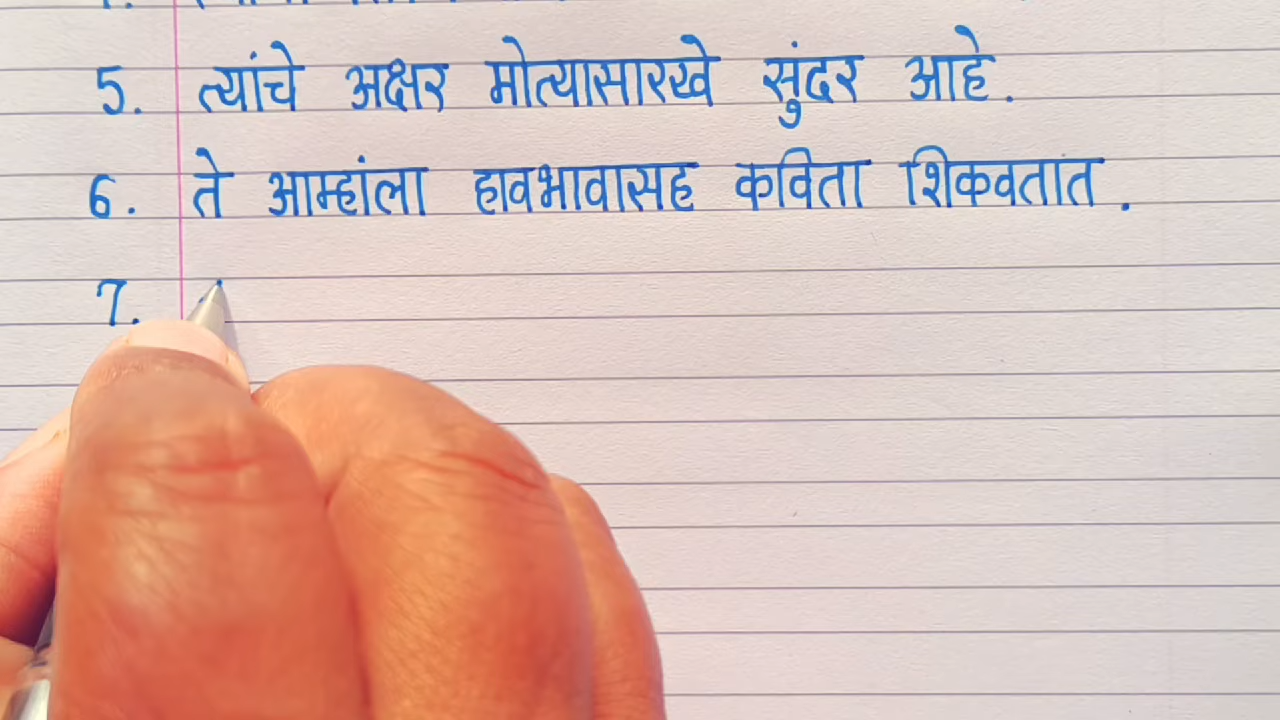 5. त्यांचे अक्षर मोत्यासारखे सुंदर आहे.
6. ते आम्हांला हावभावासह कविता शिकवतात.
7.